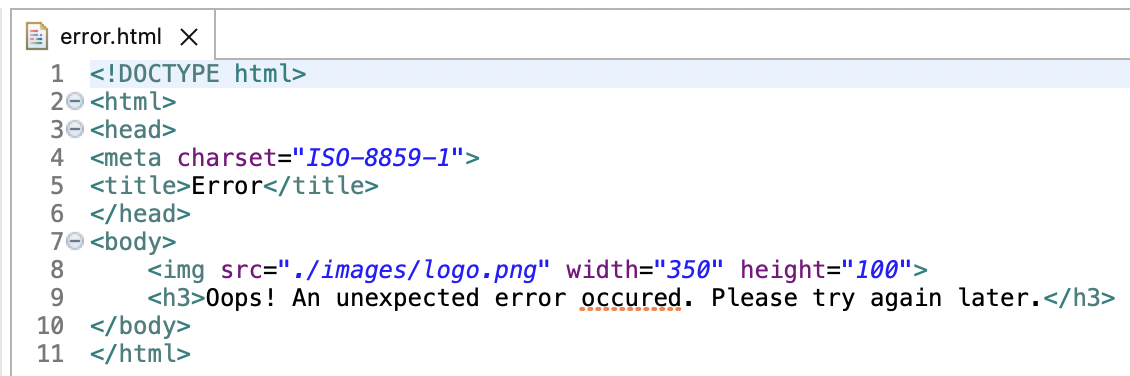 error.html
1 <!DOCTYPE html>
2 <html>
3 <head>
4 <meta charset="ISO-8859-1">
5 <title>Error</title>
6 </head>
7 <body>
8     <img src="./images/logo.png" width="350" height="100">
9     <h3>Oops! An unexpected error occured. Please try again later.</h3>
10 </body>
11 </html>